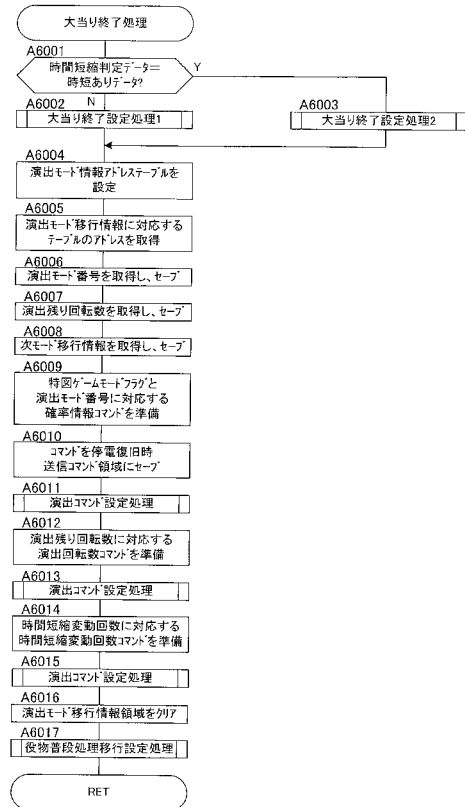 大当り終了処理
A6001
時間短縮判定データ=
時短ありデータ?
Y
N
A6002
大当り終了設定処理1
A6003
大当り終了設定処理2
A6004
演出モード情報アドレステーブルを
設定
A6005
演出モード移行情報に対応する
テーブルのアドレスを取得
A6006
演出モード番号を取得し、セーブ
A6007
演出残り回転数を取得し、セーブ
A6008
次モード移行情報を取得し、セーブ
A6009
特図ゲームモードフラグと
演出モード番号に対応する
確率情報コマンドを準備
A6010
コマンドを停電復旧時
送信コマンド領域にセーブ
A6011
演出コマンド設定処理
A6012
演出残り回転数に対応する
演出回転数コマンドを準備
A6013
演出コマンド設定処理
A6014
時間短縮変動回数に対応する
時間短縮変動回数コマンドを準備
A6015
演出コマンド設定処理
A6016
演出モード移行情報領域をクリア
A6017
役物普段処理移行設定処理
RET